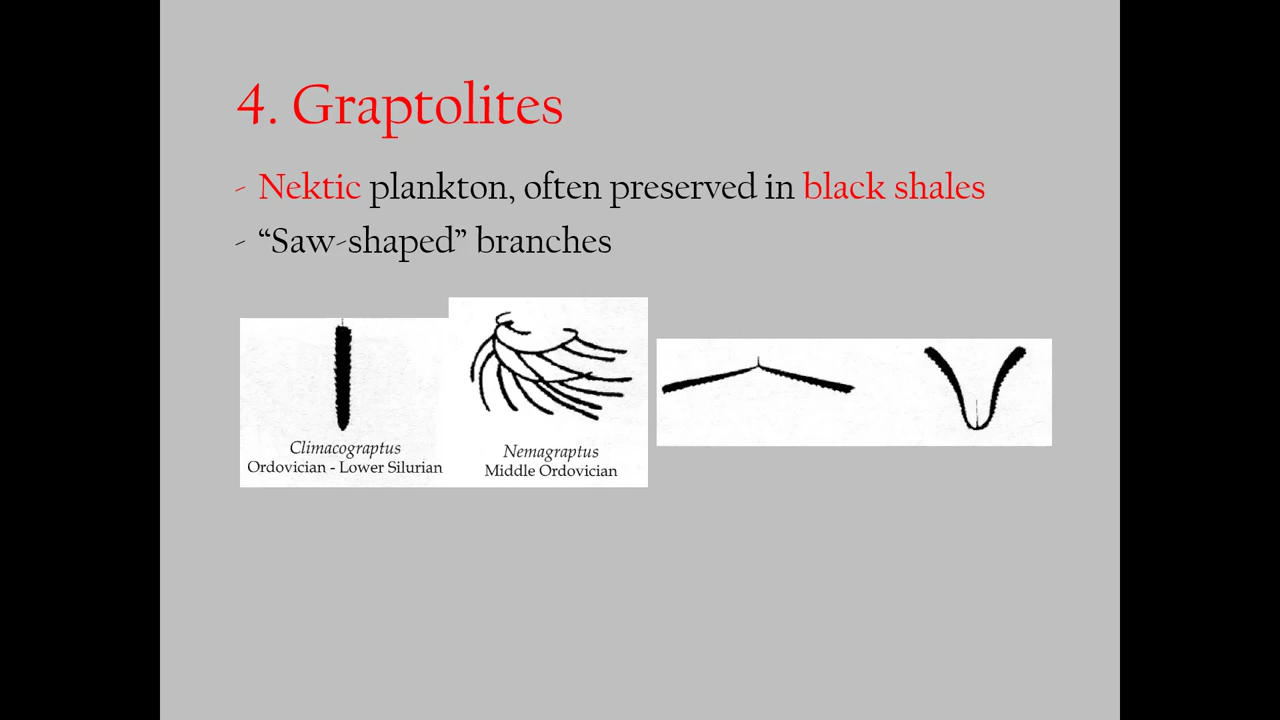 4. Graptolites
- Nektic plankton, often preserved in black shales
- “Saw-shaped” branches
Climacograptus
Ordovician - Lower Silurian
Nemagraptus
Middle Ordovician